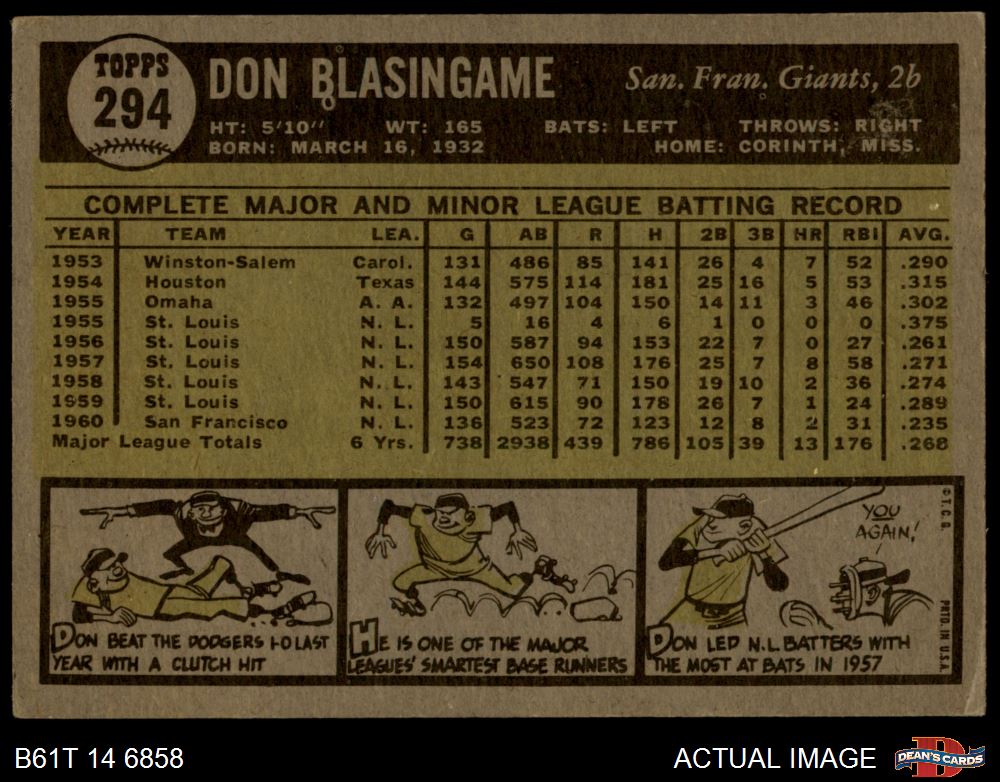 TOPPS
294
DON BLASINGAME
San. Fran. Giants, 2b
HT: 5'10" WT: 165 BATS: LEFT THROWS: RIGHT
BORN: MARCH 16, 1932 HOME: CORINTH, MISS.
COMPLETE MAJOR AND MINOR LEAGUE BATTING RECORD
YEAR TEAM LEA. G AB R H 2B 3B HR RBI AVG.
1953 Winston-Salem Carol. 131 486 85 141 26 4 7 52 .290
1954 Houston Texas 144 575 114 181 25 16 5 53 .315
1955 Omaha A. A. 132 497 104 150 14 11 3 46 .302
1955 St. Louis N. L. 5 16 4 6 1 0 0 0 .375
1956 St. Louis N. L. 150 587 94 153 22 7 0 27 .261
1957 St. Louis N. L. 154 650 108 176 25 7 8 58 .271
1958 St. Louis N. L. 143 547 71 150 19 10 2 36 .274
1959 St. Louis N. L. 150 615 90 178 26 7 1 24 .289
1960 San Francisco N. L. 136 523 72 123 12 8 2 31 .235
Major League Totals 6 Yrs. 738 2938 439 786 105 39 13 176 .268
DON BEAT THE DODGERS 1-0 LAST
YEAR WITH A CLUTCH HIT
HE IS ONE OF THE MAJOR
LEAGUES' SMARTEST BASE RUNNERS
YOU
AGAIN!
DON LED N.L. BATTERS WITH
THE MOST AT BATS IN 1957
© T.C.G.
PRTD. IN U.S.A.
B61T 14 6858
ACTUAL IMAGE
D
DEAN'S CARDS